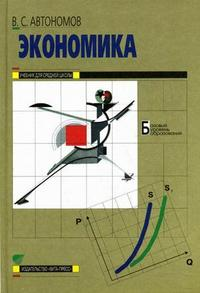 В. С. АВТОНОМОВ
ЭКОНОМИКА
УЧЕБНИК ДЛЯ СРЕДНЕЙ ШКОЛЫ
Базовый
уровень
образования
S S₁
P
Q
ИЗДАТЕЛЬСТВО «ВИТА-ПРЕСС»